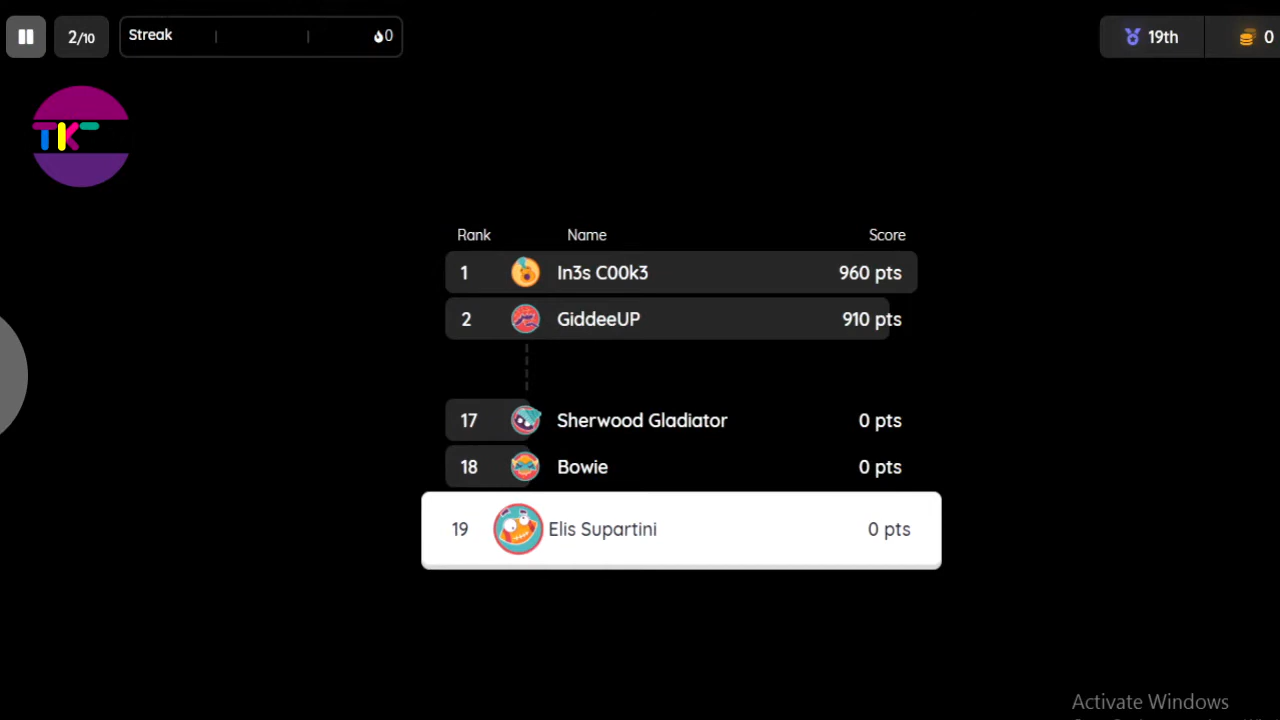 2/10 Streak 0 19th 0
TKC
Rank Name Score
1 In3s C00k3 960 pts
2 GiddeeUP 910 pts
17 Sherwood Gladiator 0 pts
18 Bowie 0 pts
19 Elis Supartini 0 pts
Activate Windows